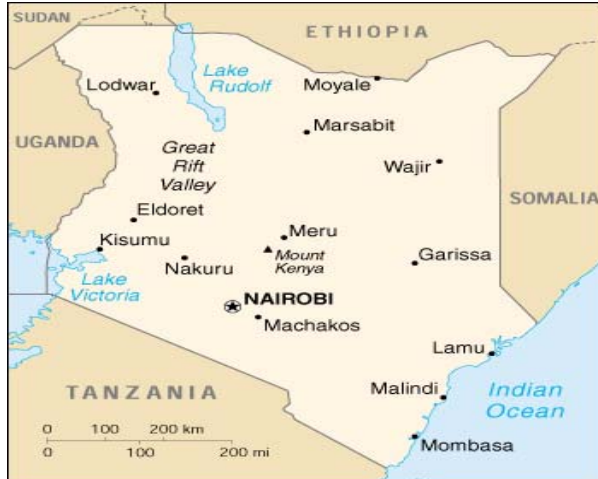 SUDAN
ETHIOPIA
Lake
Rudolf
Lodwar
Moyale
Marsabit
UGANDA
Great
Rift
Valley
Wajir
SOMALIA
Eldoret
Kisumu
Meru
Mount
Kenya
Garissa
Nakuru
Lake
Victoria
NAIROBI
Machakos
Lamu
TANZANIA
Malindi
Indian
Ocean
0 100 200 km
0 100 200 mi
Mombasa